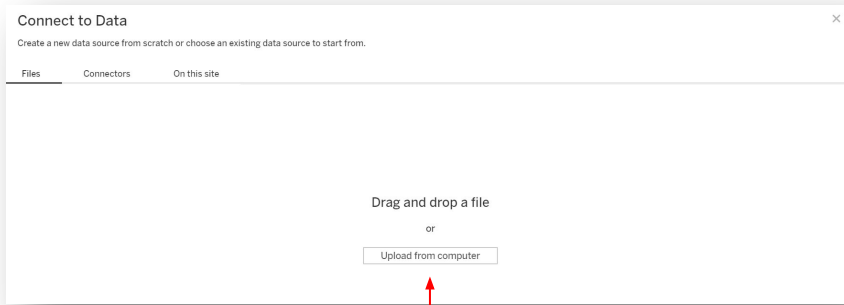 Connect to Data
Create a new data source from scratch or choose an existing data source to start from.
Files Connectors On this site
Drag and drop a file
or
Upload from computer